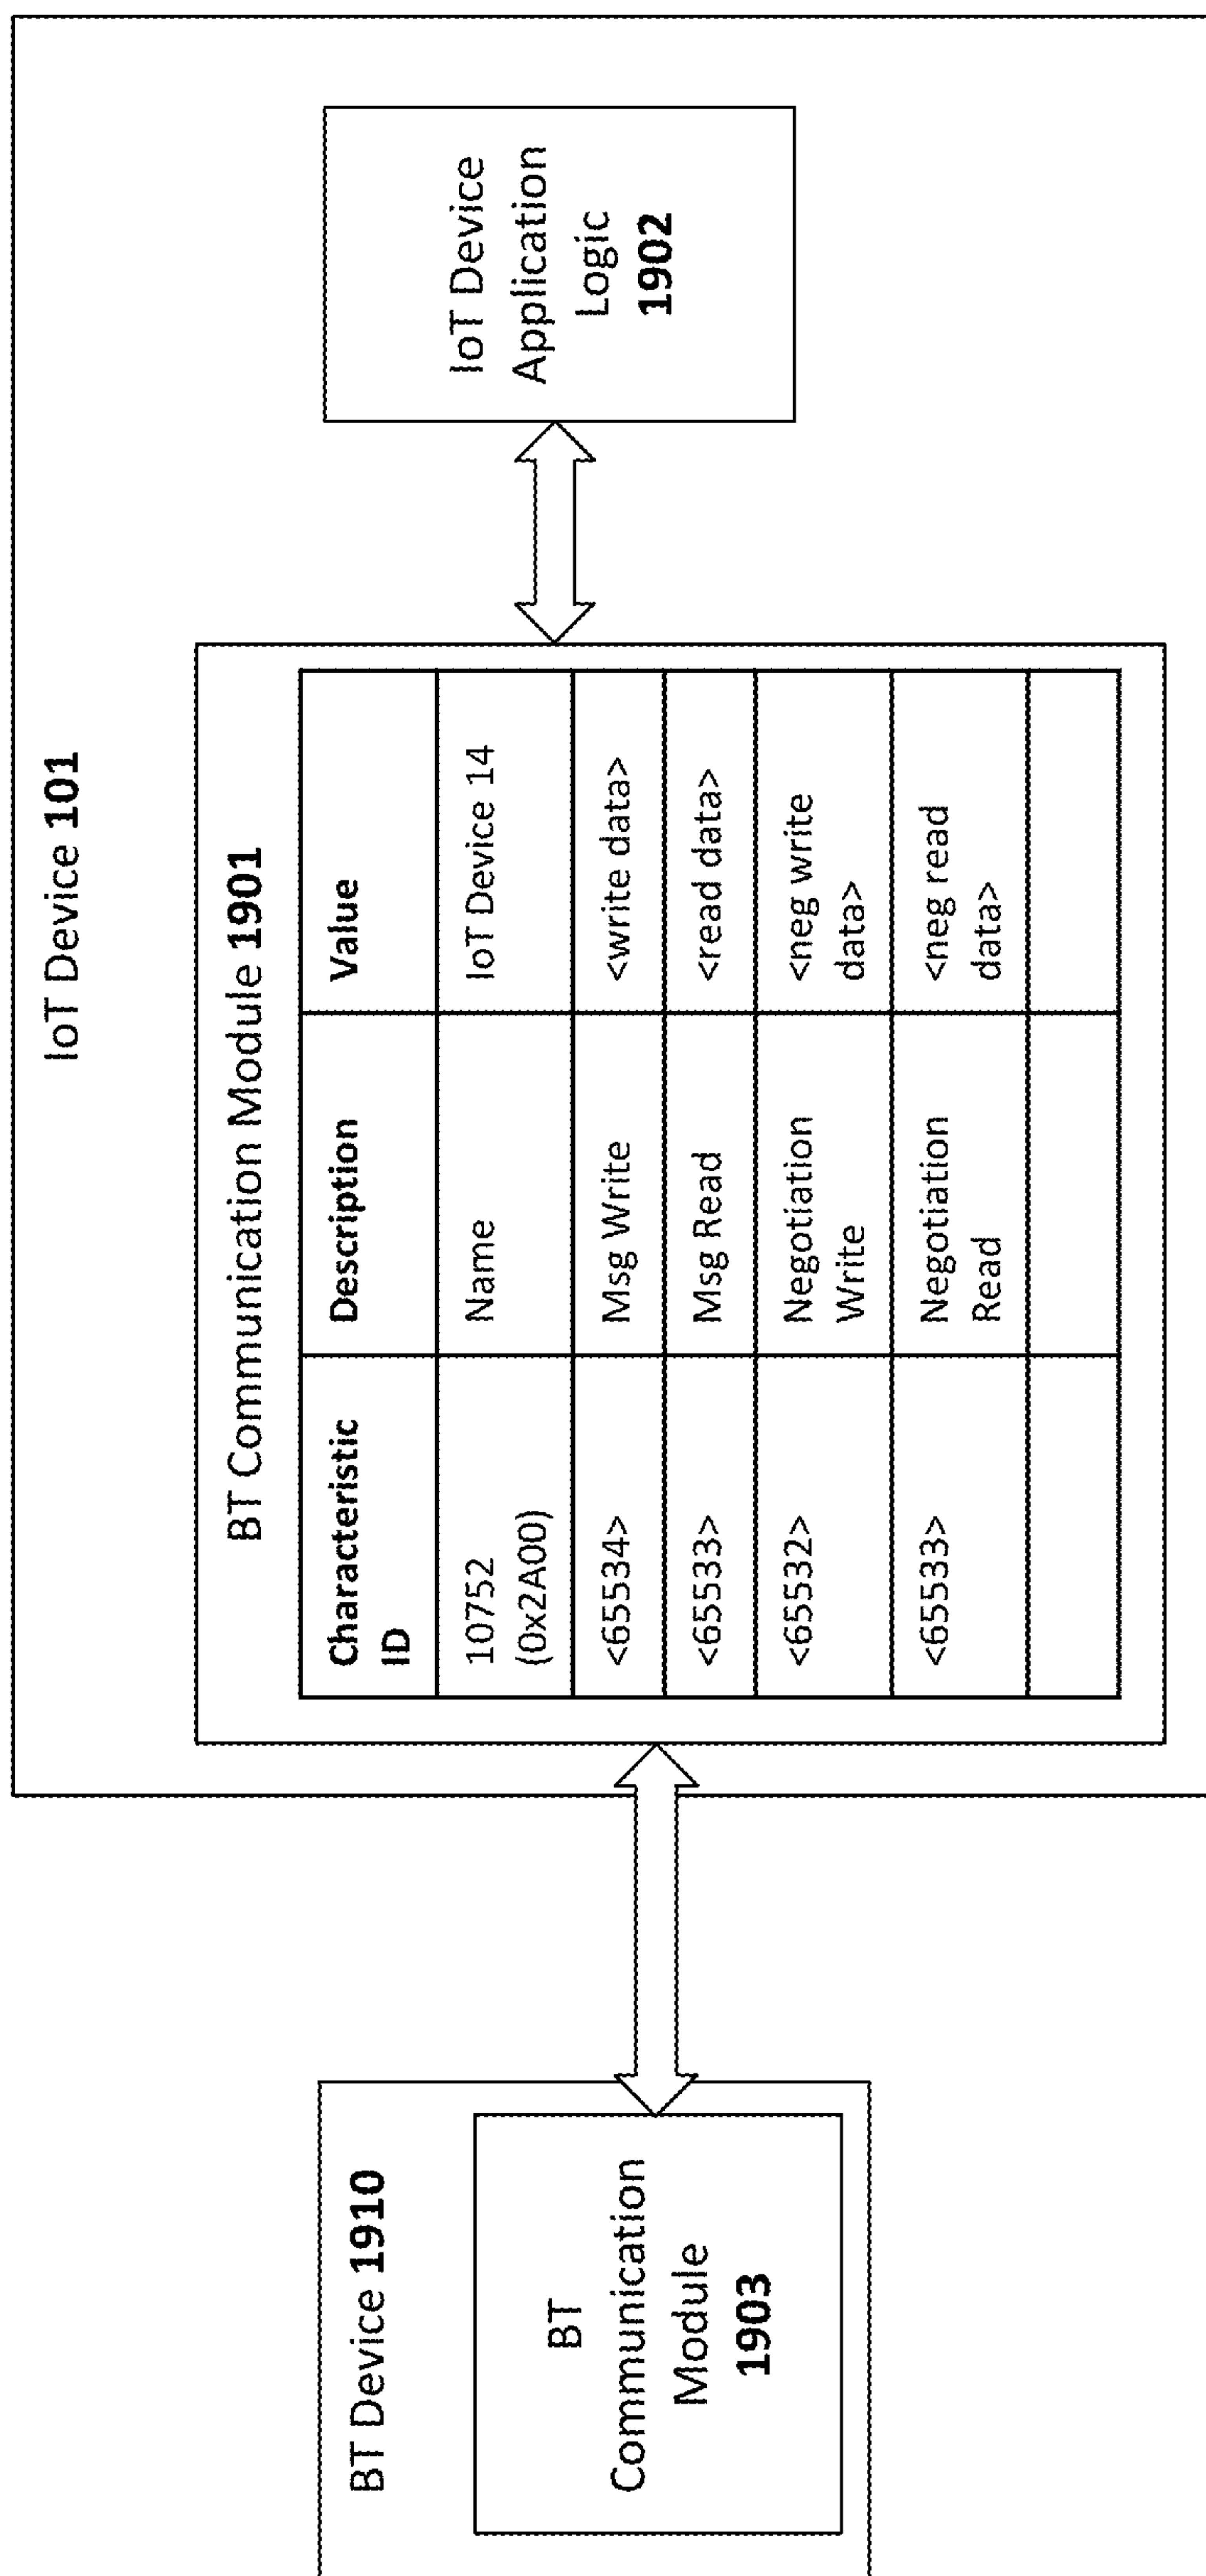 IoT Device 101
BT Device 1910
BT
Communication
Module
1903
BT Communication Module 1901
Characteristic
ID
Description
Value
10752
(0x2A00)
Name
IoT Device 14
<65534>
Msg Write
<write data>
<65533>
Msg Read
<read data>
<65532>
Negotiation
Write
<neg write
data>
<65533>
Negotiation
Read
<neg read
data>
IoT Device
Application
Logic
1902